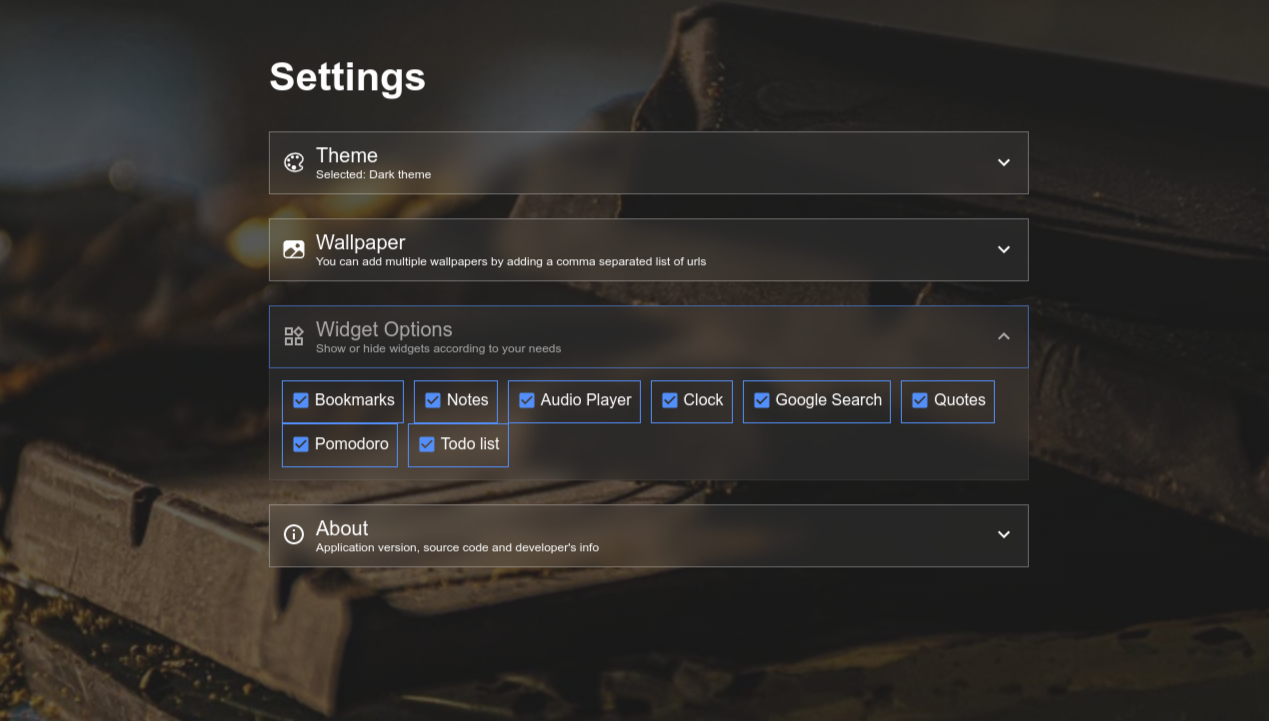 Settings
Theme
Selected: Dark theme
Wallpaper
You can add multiple wallpapers by adding a comma separated list of urls
Widget Options
Show or hide widgets according to your needs
Bookmarks Notes Audio Player Clock Google Search Quotes
Pomodoro Todo list
About
Application version, source code and developer's info